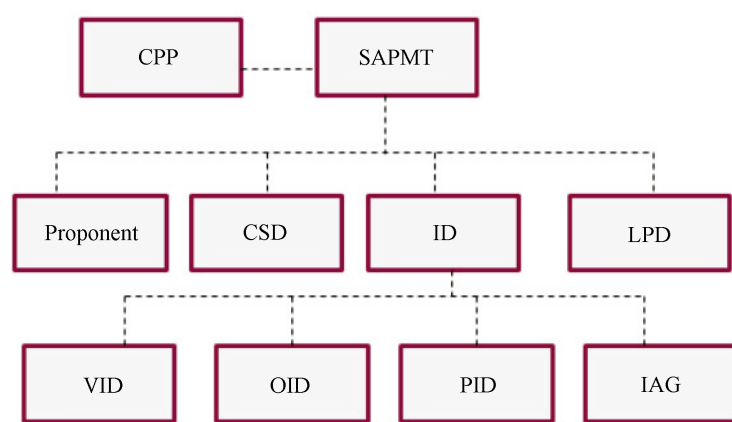 CPP
SAPMT
Proponent
CSD
ID
LPD
VID
OID
PID
IAG